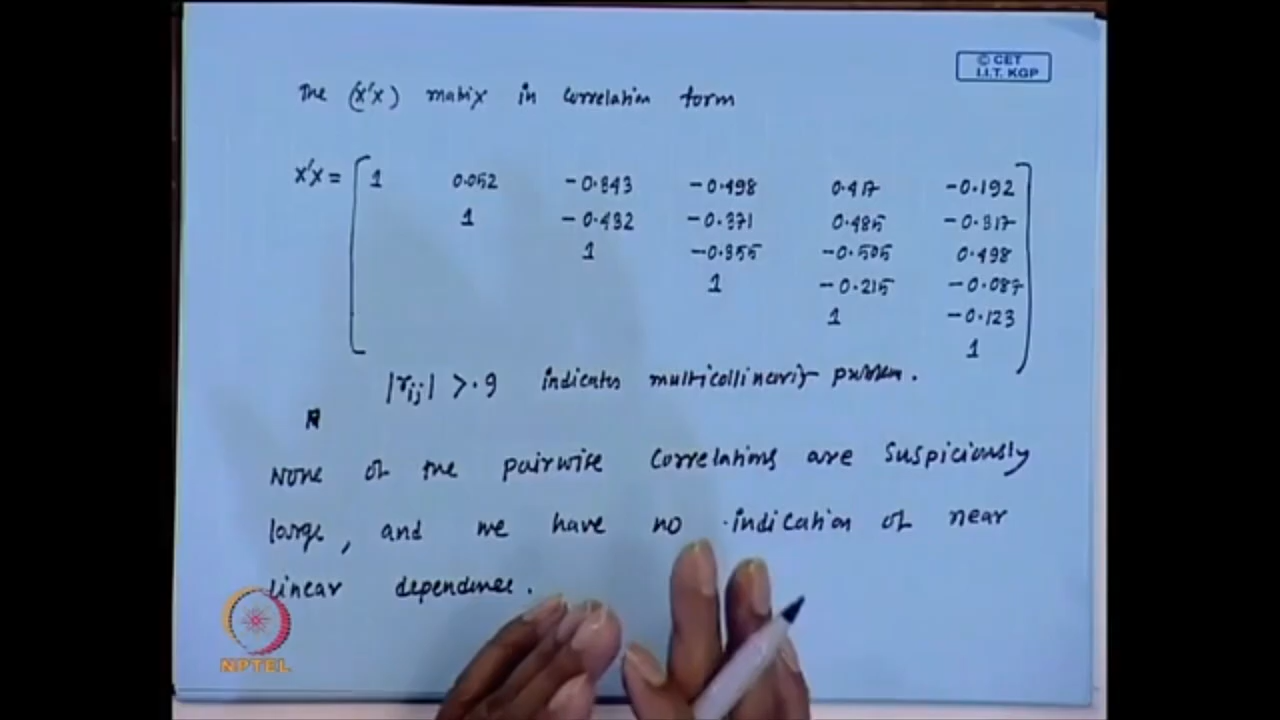 © CET
I.I.T. KGP
The (X'X) matrix in correlation form
X'X = [ 1 0.052 -0.343 -0.498 0.417 -0.192
1 -0.432 -0.371 0.485 -0.317
1 -0.355 -0.505 0.498
1 -0.215 -0.087
1 -0.123
1 ]
|rij| > .9 indicates multicollinearity problem.
None of the pairwise correlations are suspiciously
large, and we have no indication of near
linear dependence.
NPTEL